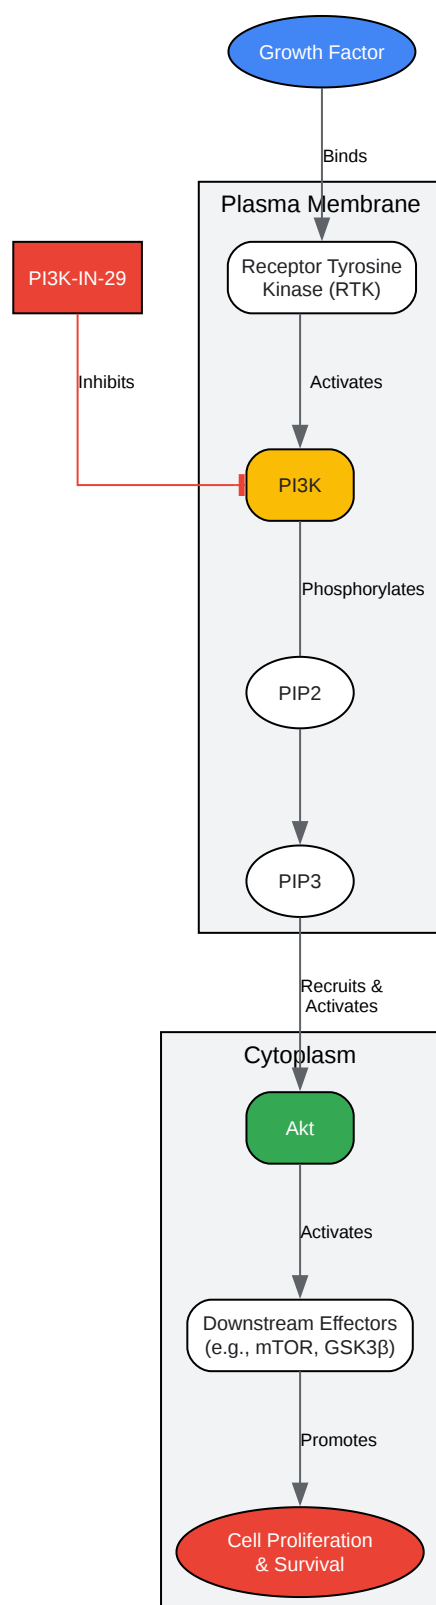 Growth Factor
Binds
Plasma Membrane
PI3K-IN-29
Receptor Tyrosine
Kinase (RTK)
Inhibits
Activates
PI3K
Phosphorylates
PIP2
PIP3
Recruits &
Activates
Cytoplasm
Akt
Activates
Downstream Effectors
(e.g., mTOR, GSK3β)
Promotes
Cell Proliferation
& Survival